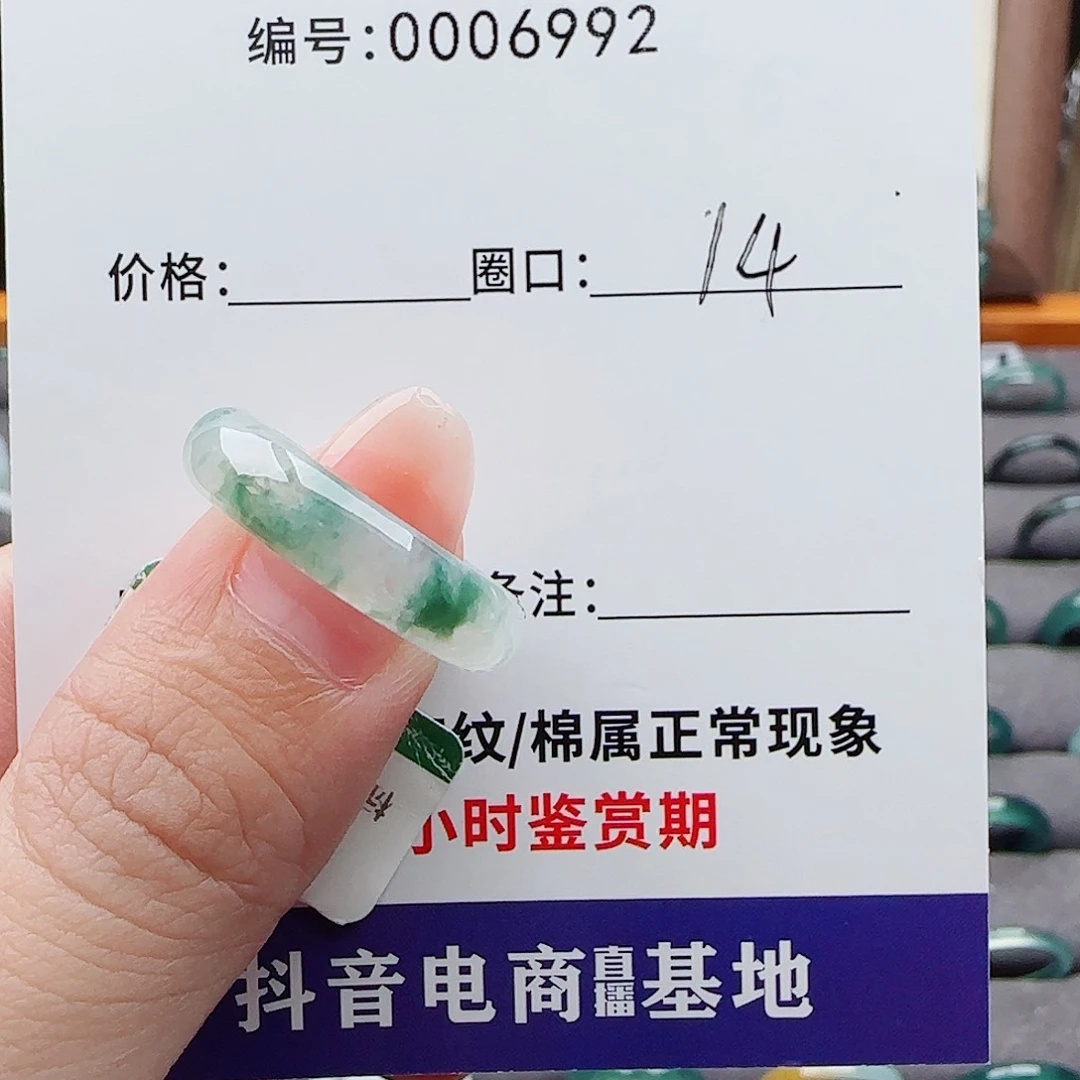 编号:0006992
价格:
圈口: 14
备注:
纹/棉属正常现象
小时鉴赏期
抖音电商直播基地